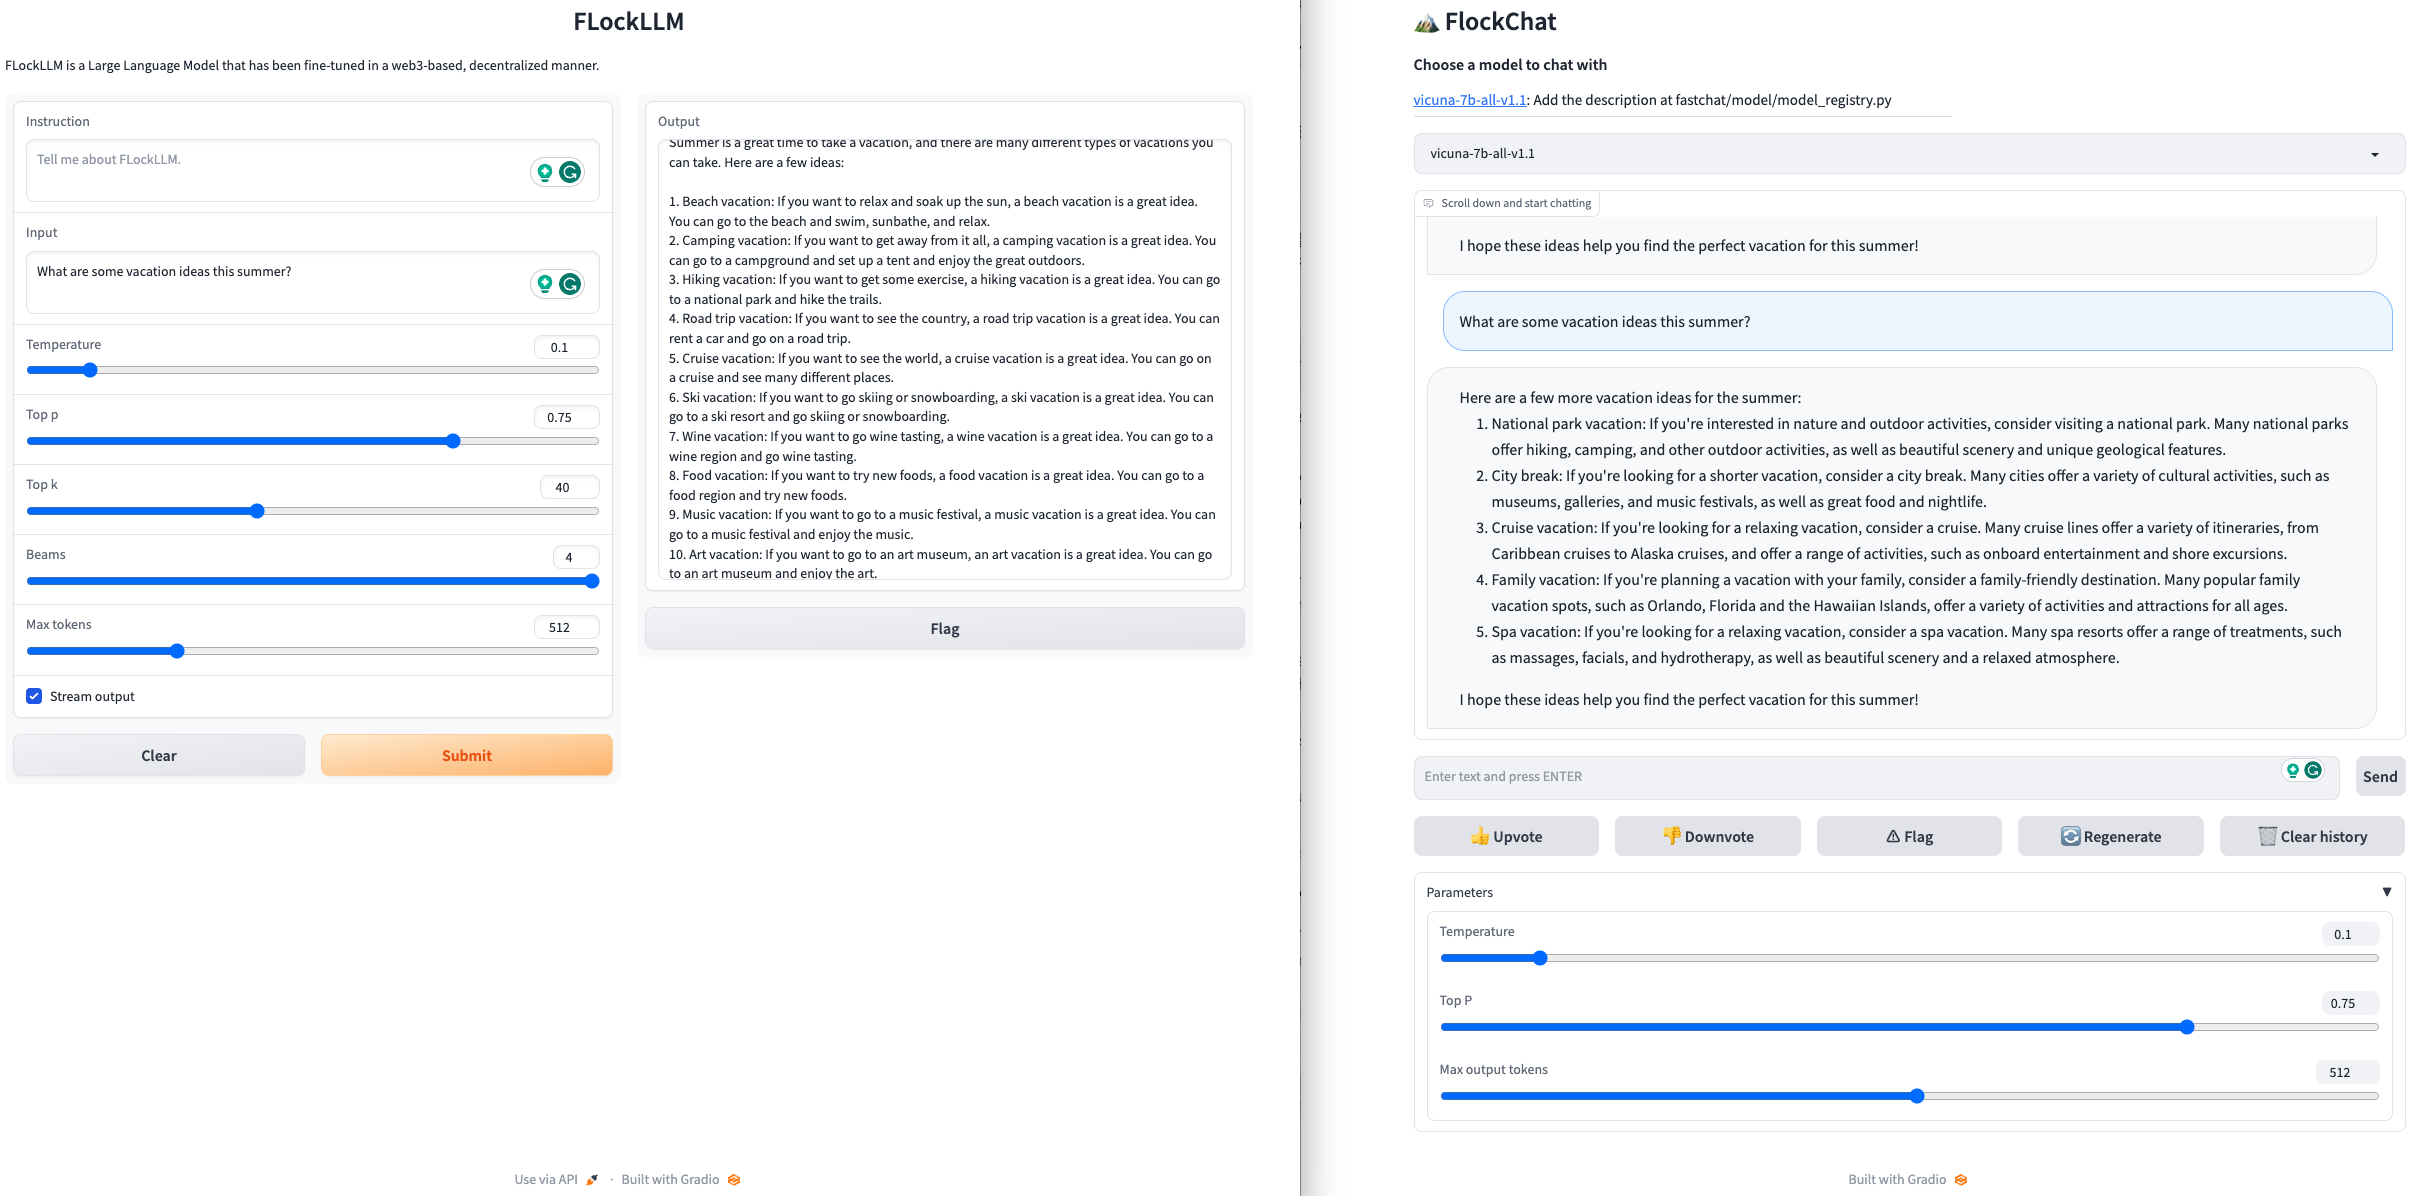 FLockLLM
FLockLLM is a Large Language Model that has been fine-tuned in a web3-based, decentralized manner.
Instruction
Tell me about FLockLLM.
Input
What are some vacation ideas this summer?
Temperature
0.1
Top p
0.75
Top k
40
Beams
4
Max tokens
512
Stream output
Clear
Submit
Output
Summer is a great time to take a vacation, and there are many different types of vacations you
can take. Here are a few ideas:
1. Beach vacation: If you want to relax and soak up the sun, a beach vacation is a great idea.
You can go to the beach and swim, sunbathe, and relax.
2. Camping vacation: If you want to get away from it all, a camping vacation is a great idea. You
can go to a campground and set up a tent and enjoy the great outdoors.
3. Hiking vacation: If you want to get some exercise, a hiking vacation is a great idea. You can go
to a national park and hike the trails.
4. Road trip vacation: If you want to see the country, a road trip vacation is a great idea. You can
rent a car and go on a road trip.
5. Cruise vacation: If you want to see the world, a cruise vacation is a great idea. You can go on
a cruise and see many different places.
6. Ski vacation: If you want to go skiing or snowboarding, a ski vacation is a great idea. You can
go to a ski resort and go skiing or snowboarding.
7. Wine vacation: If you want to go wine tasting, a wine vacation is a great idea. You can go to a
wine region and go wine tasting.
8. Food vacation: If you want to try new foods, a food vacation is a great idea. You can go to a
food region and try new foods.
9. Music vacation: If you want to go to a music festival, a music vacation is a great idea. You can
go to a music festival and enjoy the music.
10. Art vacation: If you want to go to an art museum, an art vacation is a great idea. You can go
to an art museum and enjoy the art.
Flag
Use via API · Built with Gradio
FlockChat
Choose a model to chat with
vicuna-7b-all-v1.1: Add the description at fastchat/model/model_registry.py
vicuna-7b-all-v1.1
Scroll down and start chatting
I hope these ideas help you find the perfect vacation for this summer!
What are some vacation ideas this summer?
Here are a few more vacation ideas for the summer:
1. National park vacation: If you're interested in nature and outdoor activities, consider visiting a national park. Many national parks
offer hiking, camping, and other outdoor activities, as well as beautiful scenery and unique geological features.
2. City break: If you're looking for a shorter vacation, consider a city break. Many cities offer a variety of cultural activities, such as
museums, galleries, and music festivals, as well as great food and nightlife.
3. Cruise vacation: If you're looking for a relaxing vacation, consider a cruise. Many cruise lines offer a variety of itineraries, from
Caribbean cruises to Alaska cruises, and offer a range of activities, such as onboard entertainment and shore excursions.
4. Family vacation: If you're planning a vacation with your family, consider a family-friendly destination. Many popular family
vacation spots, such as Orlando, Florida and the Hawaiian Islands, offer a variety of activities and attractions for all ages.
5. Spa vacation: If you're looking for a relaxing vacation, consider a spa vacation. Many spa resorts offer a range of treatments, such
as massages, facials, and hydrotherapy, as well as beautiful scenery and a relaxed atmosphere.
I hope these ideas help you find the perfect vacation for this summer!
Enter text and press ENTER
Send
Upvote
Downvote
Flag
Regenerate
Clear history
Parameters
Temperature
0.1
Top P
0.75
Max output tokens
512
Built with Gradio